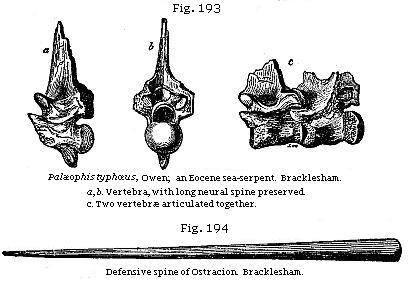 Fig. 193
a
b
c
Palæophis typhœus, Owen; an Eocene sea-serpent. Bracklesham.
a, b. Vertebra, with long neural spine preserved.
c. Two vertebræ articulated together.
Fig. 194
Defensive spine of Ostracion. Bracklesham.